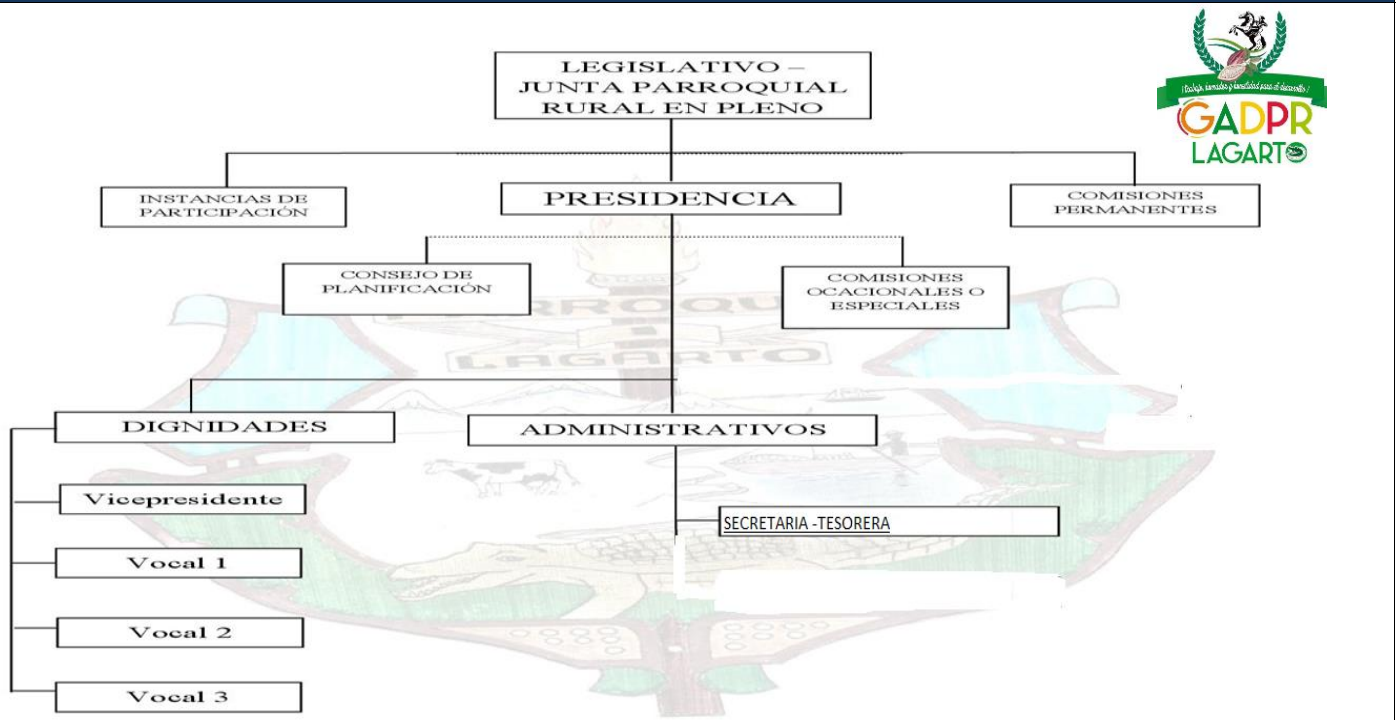 LEGISLATIVO –
JUNTA PARROQUIAL
RURAL EN PLENO
GADPR
LAGARTO
INSTANCIAS DE
PARTICIPACIÓN
PRESIDENCIA
COMISIONES
PERMANENTES
CONSEJO DE
PLANIFICACIÓN
COMISIONES
OCACIONALES O
ESPECIALES
LAGARTO
DIGNIDADES
ADMINISTRATIVOS
Vicepresidente
SECRETARIA -TESORERA
Vocal 1
Vocal 2
Vocal 3